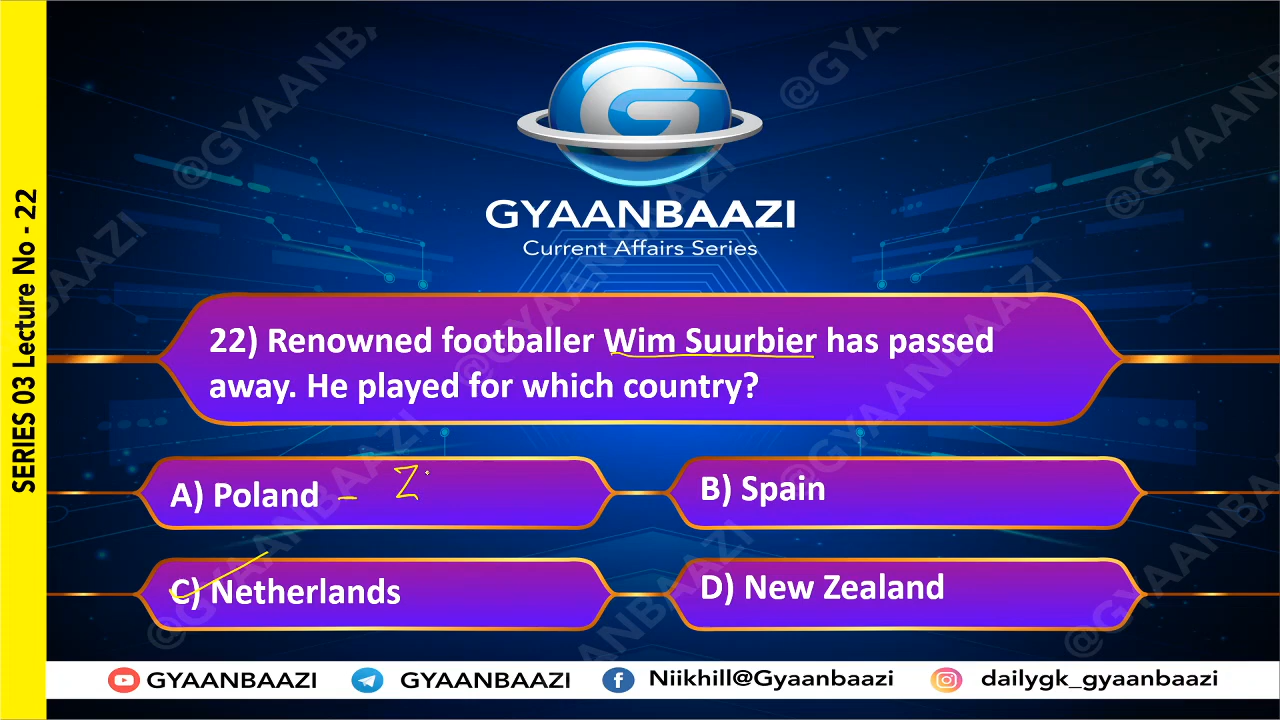 SERIES 03 Lecture No - 22
GYAANBAAZI
Current Affairs Series
22) Renowned footballer Wim Suurbier has passed
away. He played for which country?
A) Poland – Z
B) Spain
C) Netherlands
D) New Zealand
GYAANBAAZI
GYAANBAAZI
Niikhill@Gyaanbaazi
dailygk_gyaanbaazi
@GYAANBAAZI